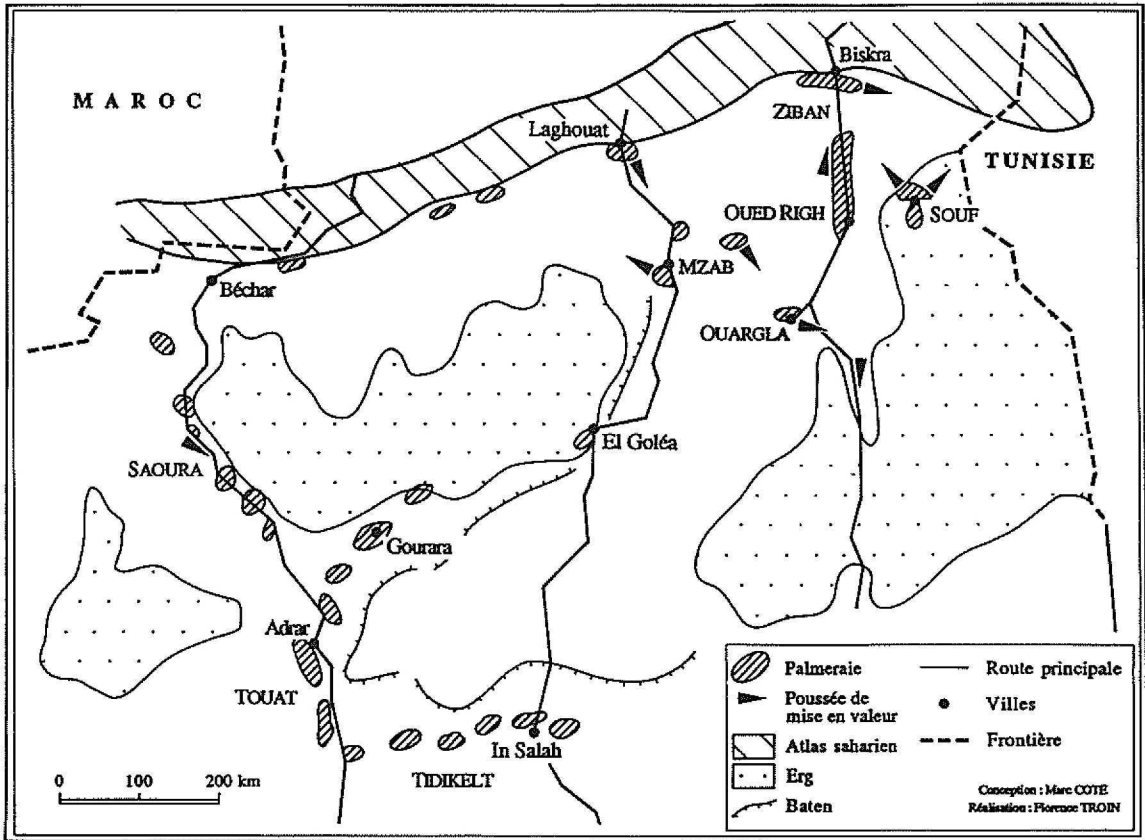 MAROC
Biskra
ZIBAN
Laghouat
TUNISIE
OUED RIGH
SOUF
MZAB
Béchar
OUARGLA
El Goléa
SAOURA
Gourara
Adrar
TOUAT
In Salah
TIDIKELT
0 100 200 km
Palmeraie
Poussée de
mise en valeur
Atlas saharien
Erg
Baten
Route principale
Villes
Frontière
Conception : Marc COTE
Réalisation : Florence TROIN